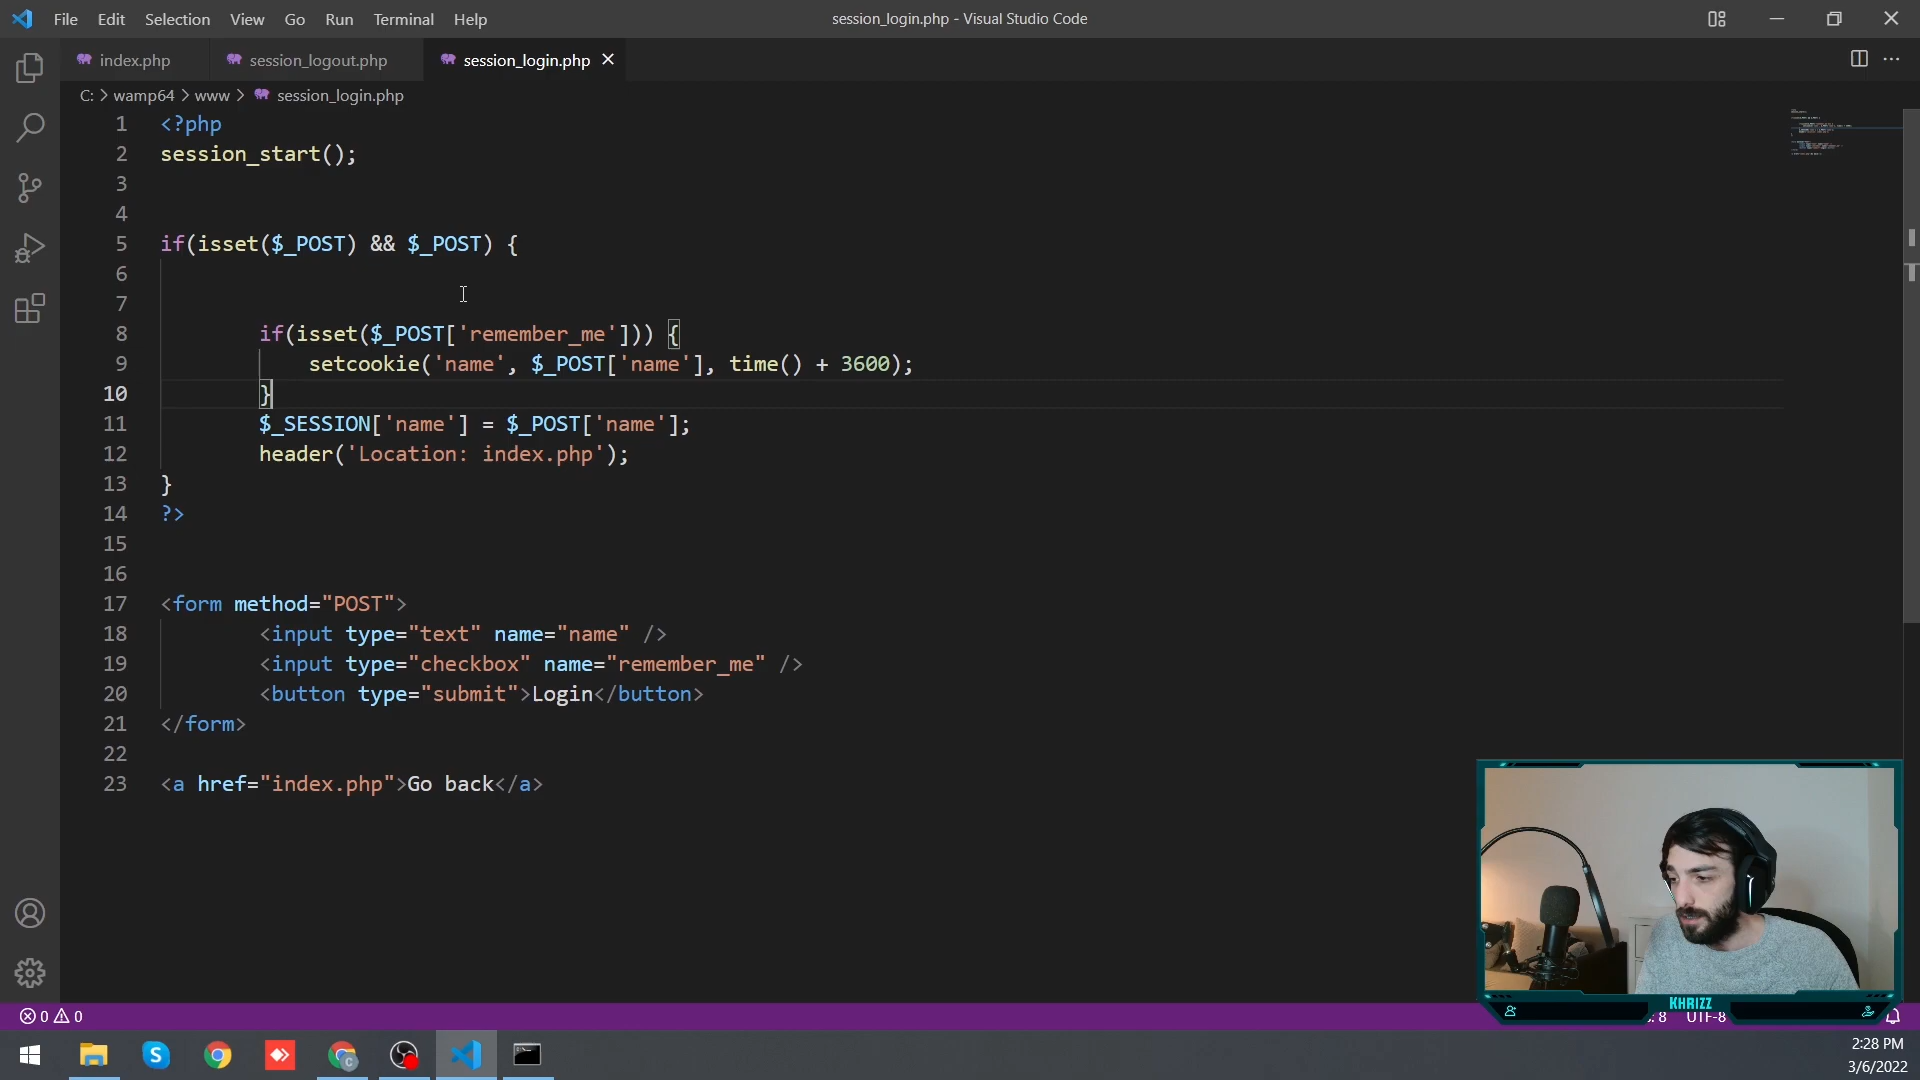 File Edit Selection View Go Run Terminal Help
session_login.php - Visual Studio Code
index.php
session_logout.php
session_login.php
C: > wamp64 > www > session_login.php
1 <?php
2 session_start();
3
4
5 if(isset($_POST) && $_POST) {
6
7
8 if(isset($_POST['remember_me'])) {
9 setcookie('name', $_POST['name'], time() + 3600);
10 }
11 $_SESSION['name'] = $_POST['name'];
12 header('Location: index.php');
13 }
14 ?>
15
16
17 <form method="POST">
18 <input type="text" name="name" />
19 <input type="checkbox" name="remember_me" />
20 <button type="submit">Login</button>
21 </form>
22
23 <a href="index.php">Go back</a>
KHRIZZ
0 0
: 8 UTF-8
2:28 PM
3/6/2022